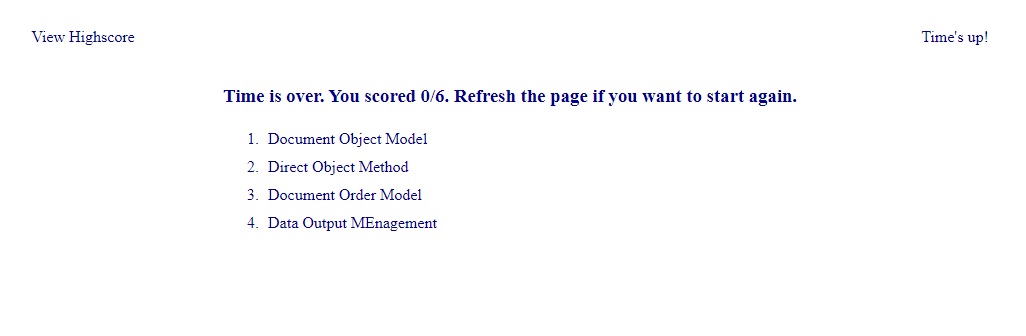 View Highscore
Time's up!
Time is over. You scored 0/6. Refresh the page if you want to start again.
1. Document Object Model
2. Direct Object Method
3. Document Order Model
4. Data Output MEnagement